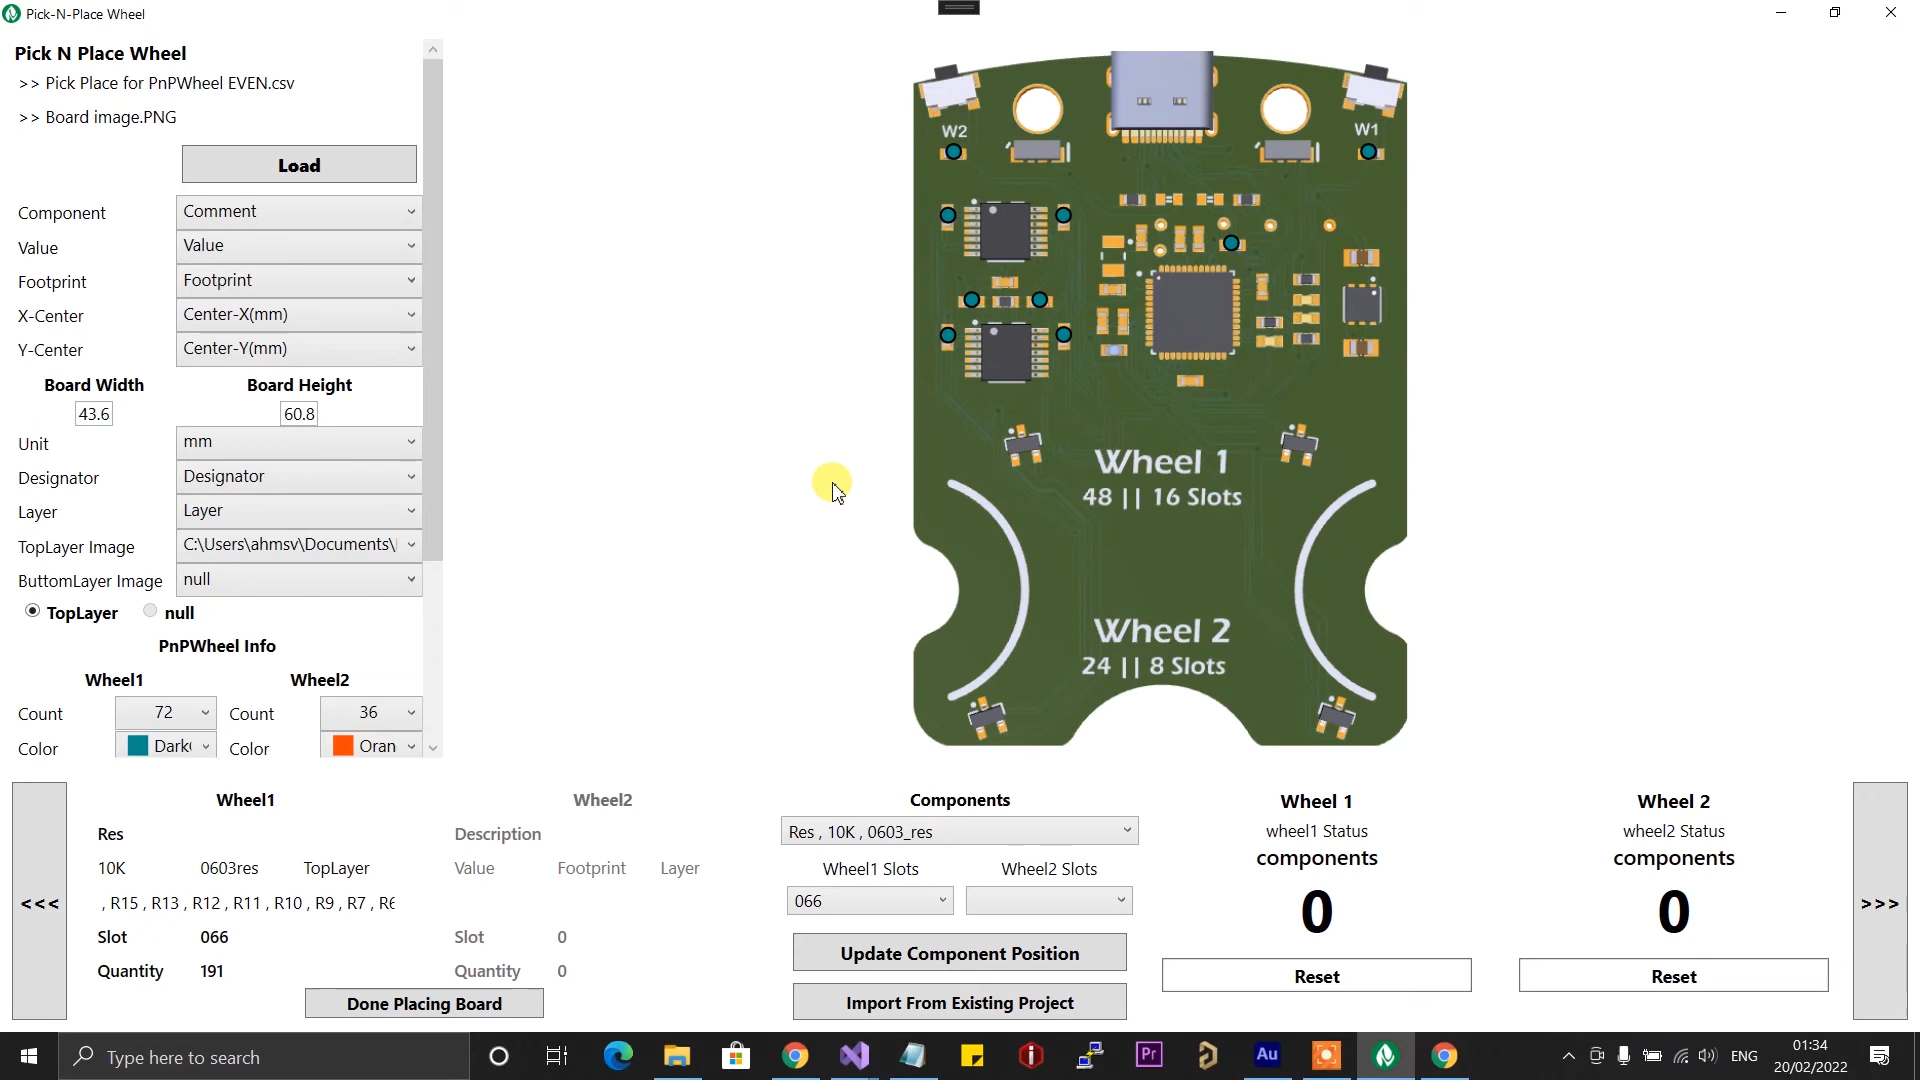 Pick-N-Place Wheel
Pick N Place Wheel
>> Pick Place for PnPWheel EVEN.csv
>> Board image.PNG
Load
Component Comment
Value Value
Footprint Footprint
X-Center Center-X(mm)
Y-Center Center-Y(mm)
Board Width Board Height
43.6 60.8
Unit mm
Designator Designator
Layer Layer
TopLayer Image C:\Users\ahmsv\Documents\
ButtomLayer Image null
TopLayer null
PnPWheel Info
Wheel1 Wheel2
Count 72 Count 36
Color Dark Color Oran
W2
W1
Wheel 1
48 || 16 Slots
Wheel 2
24 || 8 Slots
<<<
Wheel1
Res
10K 0603res TopLayer
, R15 , R13 , R12 , R11 , R10 , R9 , R7 , R6
Slot 066
Quantity 191
Wheel2
Description
Value Footprint Layer
Slot 0
Quantity 0
Done Placing Board
Components
Res , 10K , 0603_res
Wheel1 Slots Wheel2 Slots
066
Update Component Position
Import From Existing Project
Wheel 1
wheel1 Status
components
0
Reset
Wheel 2
wheel2 Status
components
0
Reset
>>>
Type here to search
Pr
Au
ENG
01:34
20/02/2022